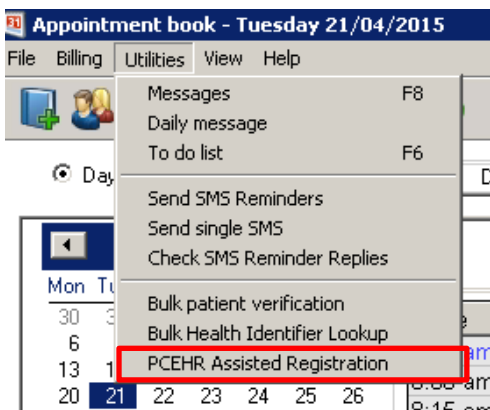 Appointment book - Tuesday 21/04/2015
File Billing Utilities View Help
Messages F8
Daily message
To do list F6
Send SMS Reminders
Send single SMS
Check SMS Reminder Replies
Mon
Bulk patient verification
30
Bulk Health Identifier Lookup
6
PCEHR Assisted Registration
13
20 21 22 23 24 25 26